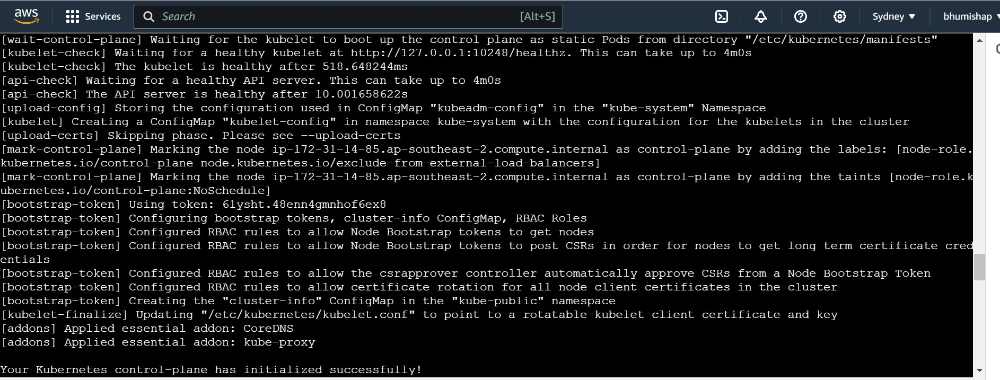 aws Services Search [Alt+S] Sydney bhumishap
[wait-control-plane] Waiting for the kubelet to boot up the control plane as static Pods from directory "/etc/kubernetes/manifests"
[kubelet-check] Waiting for a healthy kubelet at http://127.0.0.1:10248/healthz. This can take up to 4m0s
[kubelet-check] The kubelet is healthy after 518.648244ms
[api-check] Waiting for a healthy API server. This can take up to 4m0s
[api-check] The API server is healthy after 10.001658622s
[upload-config] Storing the configuration used in ConfigMap "kubeadm-config" in the "kube-system" Namespace
[kubelet] Creating a ConfigMap "kubelet-config" in namespace kube-system with the configuration for the kubelets in the cluster
[upload-certs] Skipping phase. Please see --upload-certs
[mark-control-plane] Marking the node ip-172-31-14-85.ap-southeast-2.compute.internal as control-plane by adding the labels: [node-role.
kubernetes.io/control-plane node.kubernetes.io/exclude-from-external-load-balancers]
[mark-control-plane] Marking the node ip-172-31-14-85.ap-southeast-2.compute.internal as control-plane by adding the taints [node-role.k
ubernetes.io/control-plane:NoSchedule]
[bootstrap-token] Using token: 61ysht.48enn4gmnhof6ex8
[bootstrap-token] Configuring bootstrap tokens, cluster-info ConfigMap, RBAC Roles
[bootstrap-token] Configured RBAC rules to allow Node Bootstrap tokens to get nodes
[bootstrap-token] Configured RBAC rules to allow Node Bootstrap tokens to post CSRs in order for nodes to get long term certificate cred
entials
[bootstrap-token] Configured RBAC rules to allow the csrapprover controller automatically approve CSRs from a Node Bootstrap Token
[bootstrap-token] Configured RBAC rules to allow certificate rotation for all node client certificates in the cluster
[bootstrap-token] Creating the "cluster-info" ConfigMap in the "kube-public" namespace
[kubelet-finalize] Updating "/etc/kubernetes/kubelet.conf" to point to a rotatable kubelet client certificate and key
[addons] Applied essential addon: CoreDNS
[addons] Applied essential addon: kube-proxy
Your Kubernetes control-plane has initialized successfully!